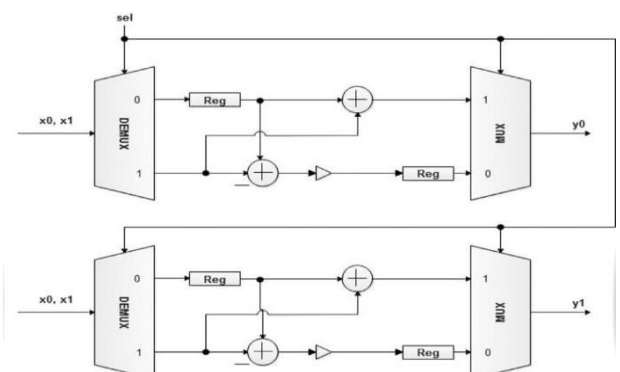 sel
0 Reg 1
x0, x1 DEMUX MUX y0
1 Reg 0
0 Reg 1
x0, x1 DEMUX MUX y1
1 Reg 0